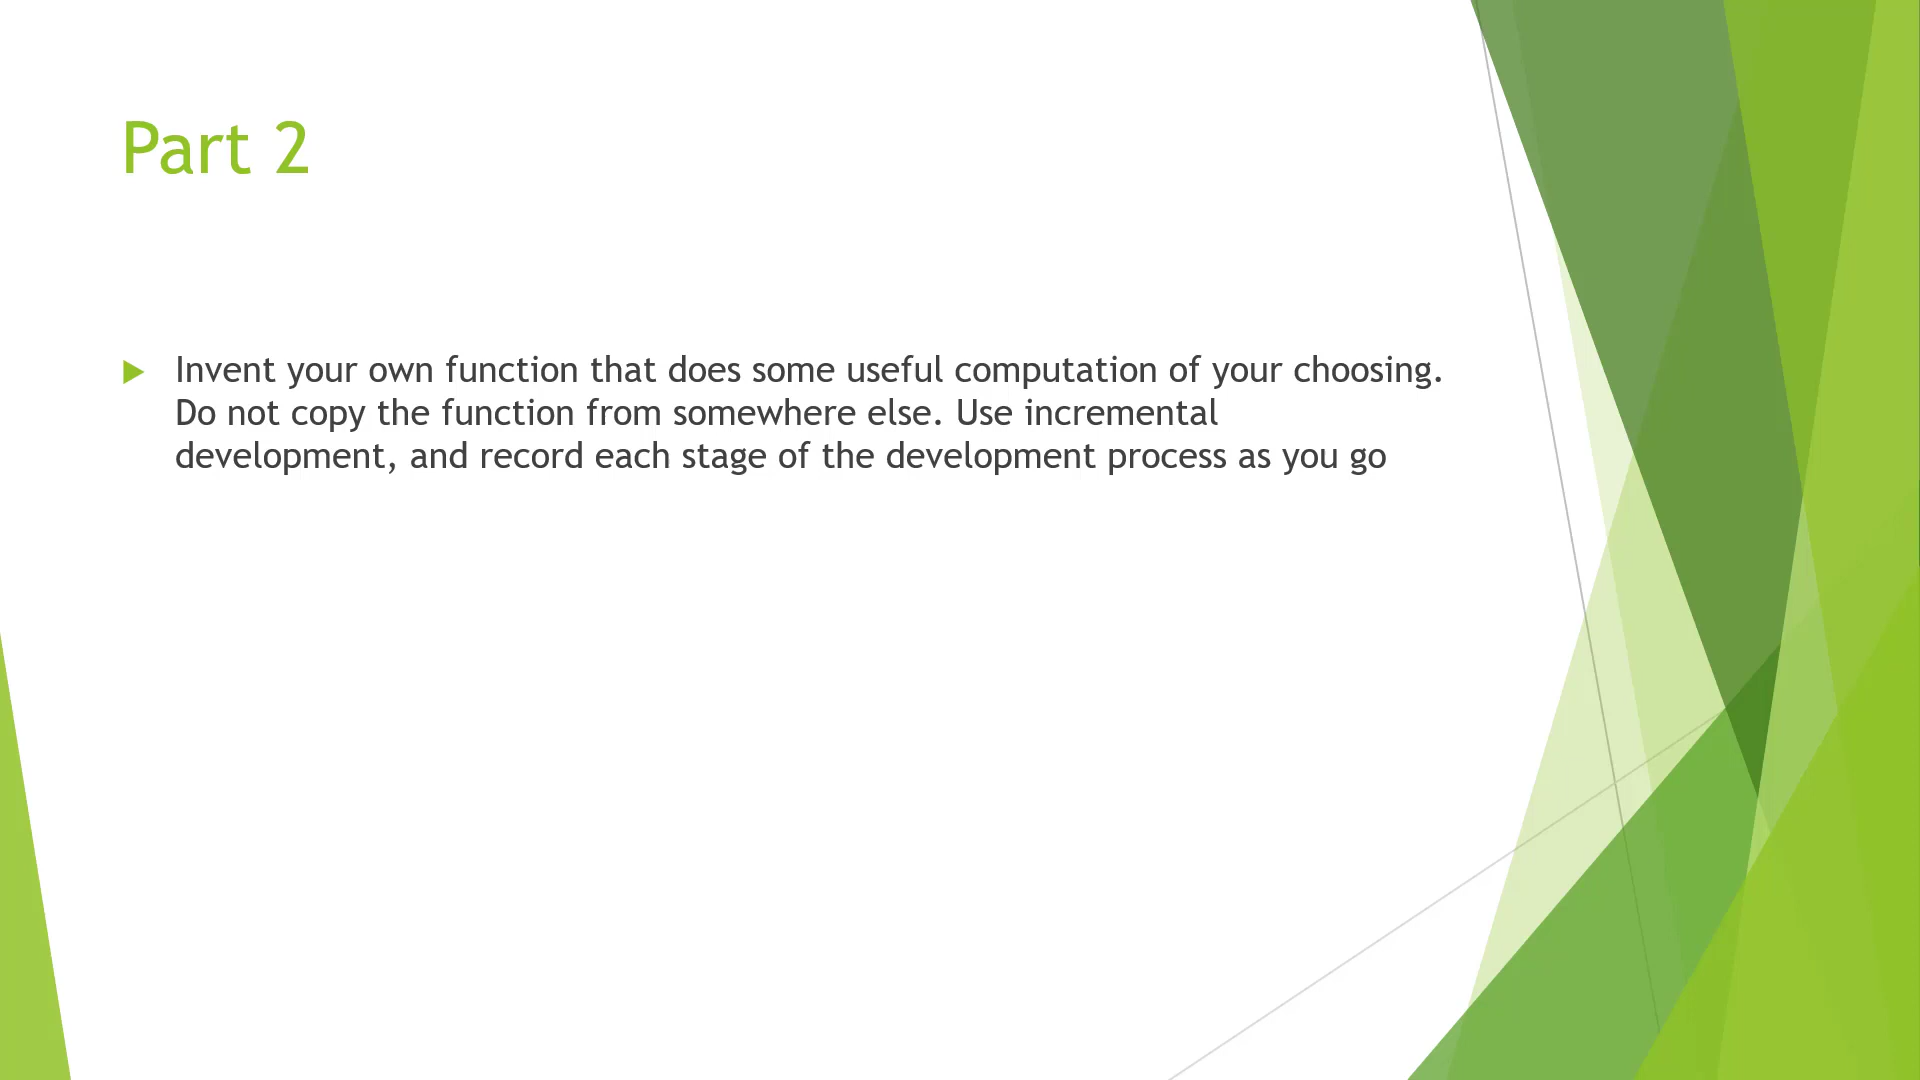 Part 2
Invent your own function that does some useful computation of your choosing.
Do not copy the function from somewhere else. Use incremental
development, and record each stage of the development process as you go